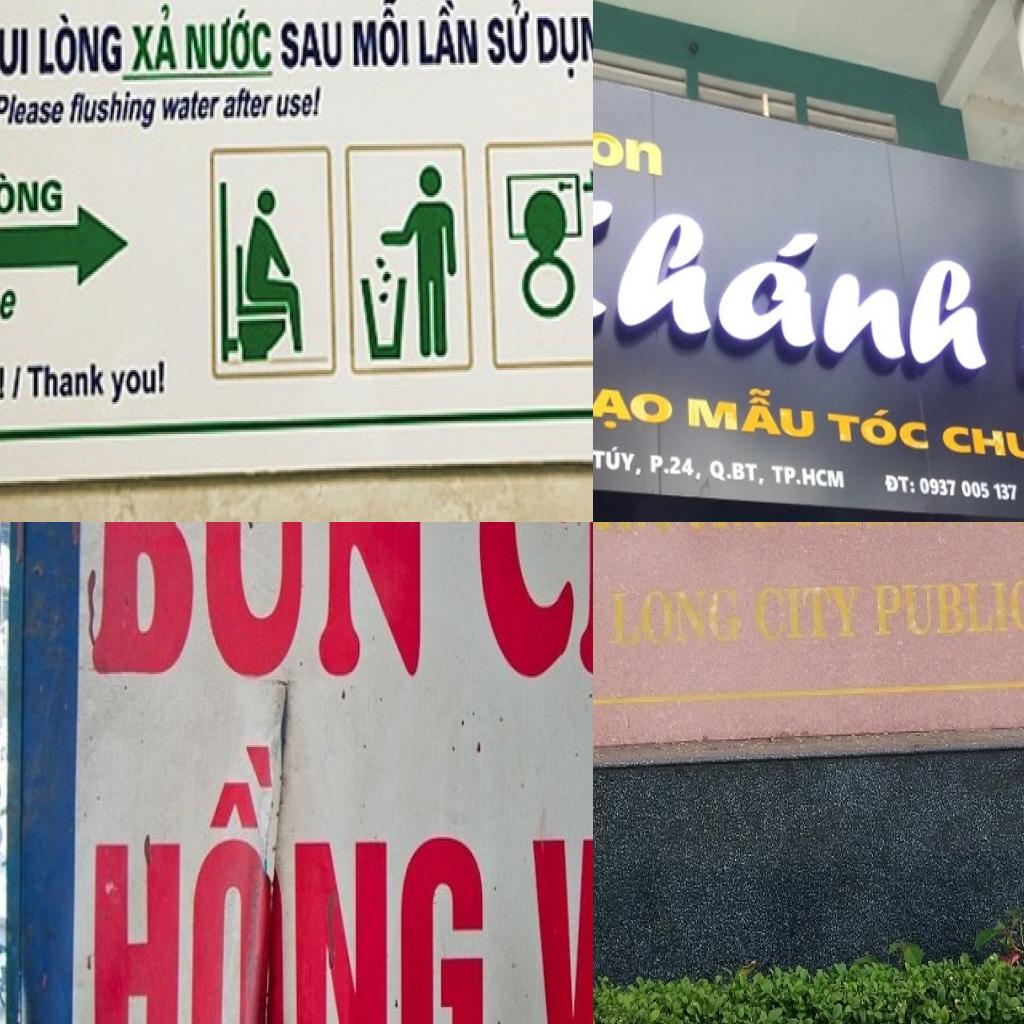 UI LÒNG XẢ NƯỚC SAU MỖI LẦN SỬ DỤN
Please flushing water after use!
ÒNG
e
! / Thank you!
on
hánh
ẠO MẪU TÓC CHU
TÚY, P.24, Q.BT, TP.HCM ĐT: 0937 005 137
BÚN C
HỒNG V
LONG CITY PUBLIC